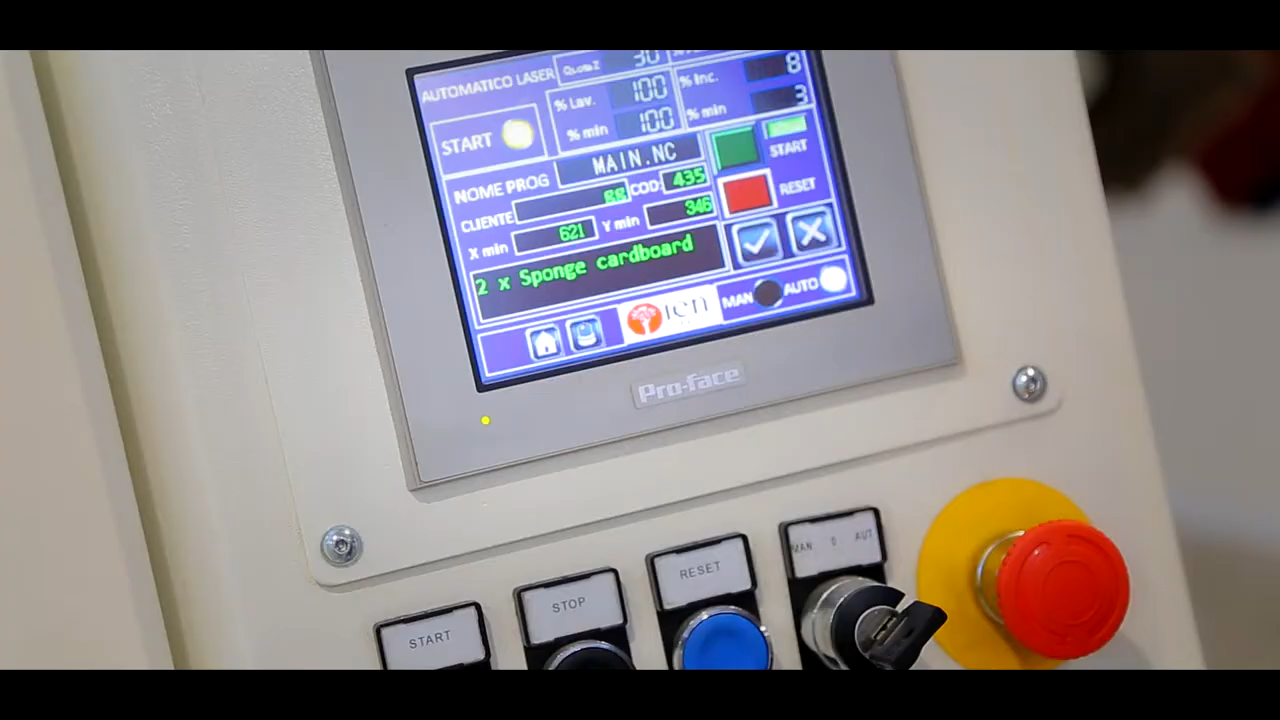 AUTOMATICO LASER
Quota Z 30
% Lav. 100
% min 100
% Inc. 8
% min 3
START
START
NOME PROG MAIN.NC
CLIENTE gg COD: 435
RESET
X min 621 Y min 346
2 x Sponge cardboard
MAN AUTO
ien
Pro-face
START
STOP
RESET
MAN 0 AUT